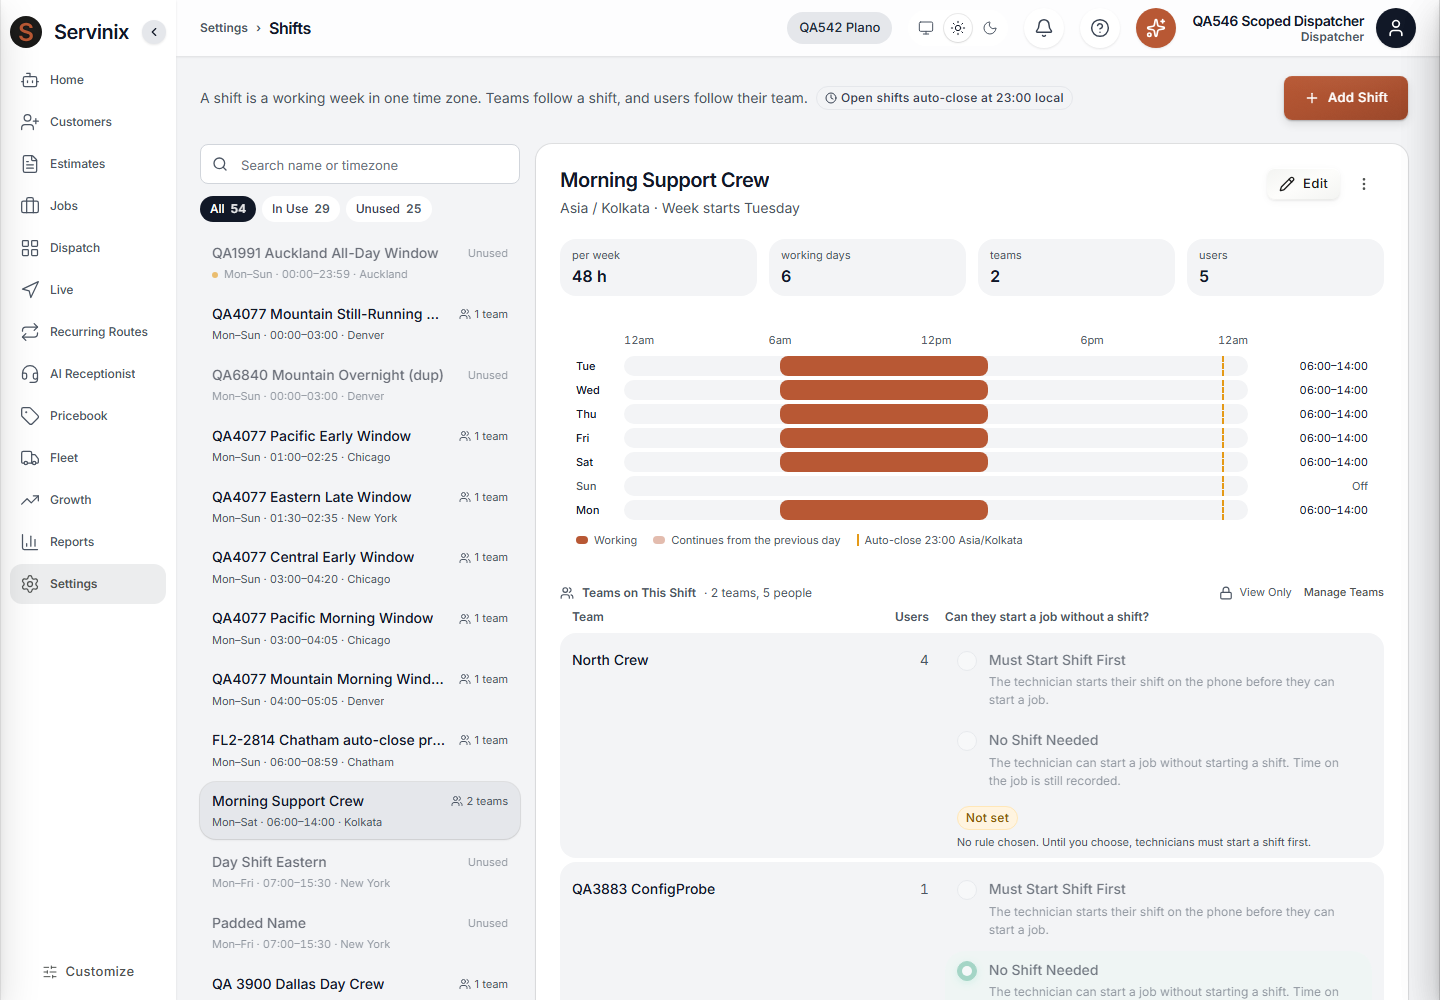 S Servinix
Home
Customers
Estimates
Jobs
Dispatch
Live
Recurring Routes
AI Receptionist
Pricebook
Fleet
Growth
Reports
Settings
Customize
Settings › Shifts
QA542 Plano
QA546 Scoped Dispatcher
Dispatcher
A shift is a working week in one time zone. Teams follow a shift, and users follow their team.
Open shifts auto-close at 23:00 local
+ Add Shift
Search name or timezone
All 54
In Use 29
Unused 25
QA1991 Auckland All-Day Window Unused
Mon–Sun · 00:00–23:59 · Auckland
QA4077 Mountain Still-Running ... 1 team
Mon–Sun · 00:00–03:00 · Denver
QA6840 Mountain Overnight (dup) Unused
Mon–Sun · 00:00–03:00 · Denver
QA4077 Pacific Early Window 1 team
Mon–Sun · 01:00–02:25 · Chicago
QA4077 Eastern Late Window 1 team
Mon–Sun · 01:30–02:35 · New York
QA4077 Central Early Window 1 team
Mon–Sun · 03:00–04:20 · Chicago
QA4077 Pacific Morning Window 1 team
Mon–Sun · 03:00–04:05 · Chicago
QA4077 Mountain Morning Wind... 1 team
Mon–Sun · 04:00–05:05 · Denver
FL2-2814 Chatham auto-close pr... 1 team
Mon–Sun · 06:00–08:59 · Chatham
Morning Support Crew 2 teams
Mon–Sat · 06:00–14:00 · Kolkata
Day Shift Eastern Unused
Mon–Fri · 07:00–15:30 · New York
Padded Name Unused
Mon–Fri · 07:00–15:30 · New York
QA 3900 Dallas Day Crew 1 team
Morning Support Crew
Asia / Kolkata · Week starts Tuesday
Edit
per week
48 h
working days
6
teams
2
users
5
12am 6am 12pm 6pm 12am
Tue 06:00–14:00
Wed 06:00–14:00
Thu 06:00–14:00
Fri 06:00–14:00
Sat 06:00–14:00
Sun Off
Mon 06:00–14:00
Working Continues from the previous day Auto-close 23:00 Asia/Kolkata
Teams on This Shift · 2 teams, 5 people
View Only Manage Teams
Team Users Can they start a job without a shift?
North Crew 4
Must Start Shift First
The technician starts their shift on the phone before they can
start a job.
No Shift Needed
The technician can start a job without starting a shift. Time on
the job is still recorded.
Not set
No rule chosen. Until you choose, technicians must start a shift first.
QA3883 ConfigProbe 1
Must Start Shift First
The technician starts their shift on the phone before they can
start a job.
No Shift Needed
The technician can start a job without starting a shift. Time on